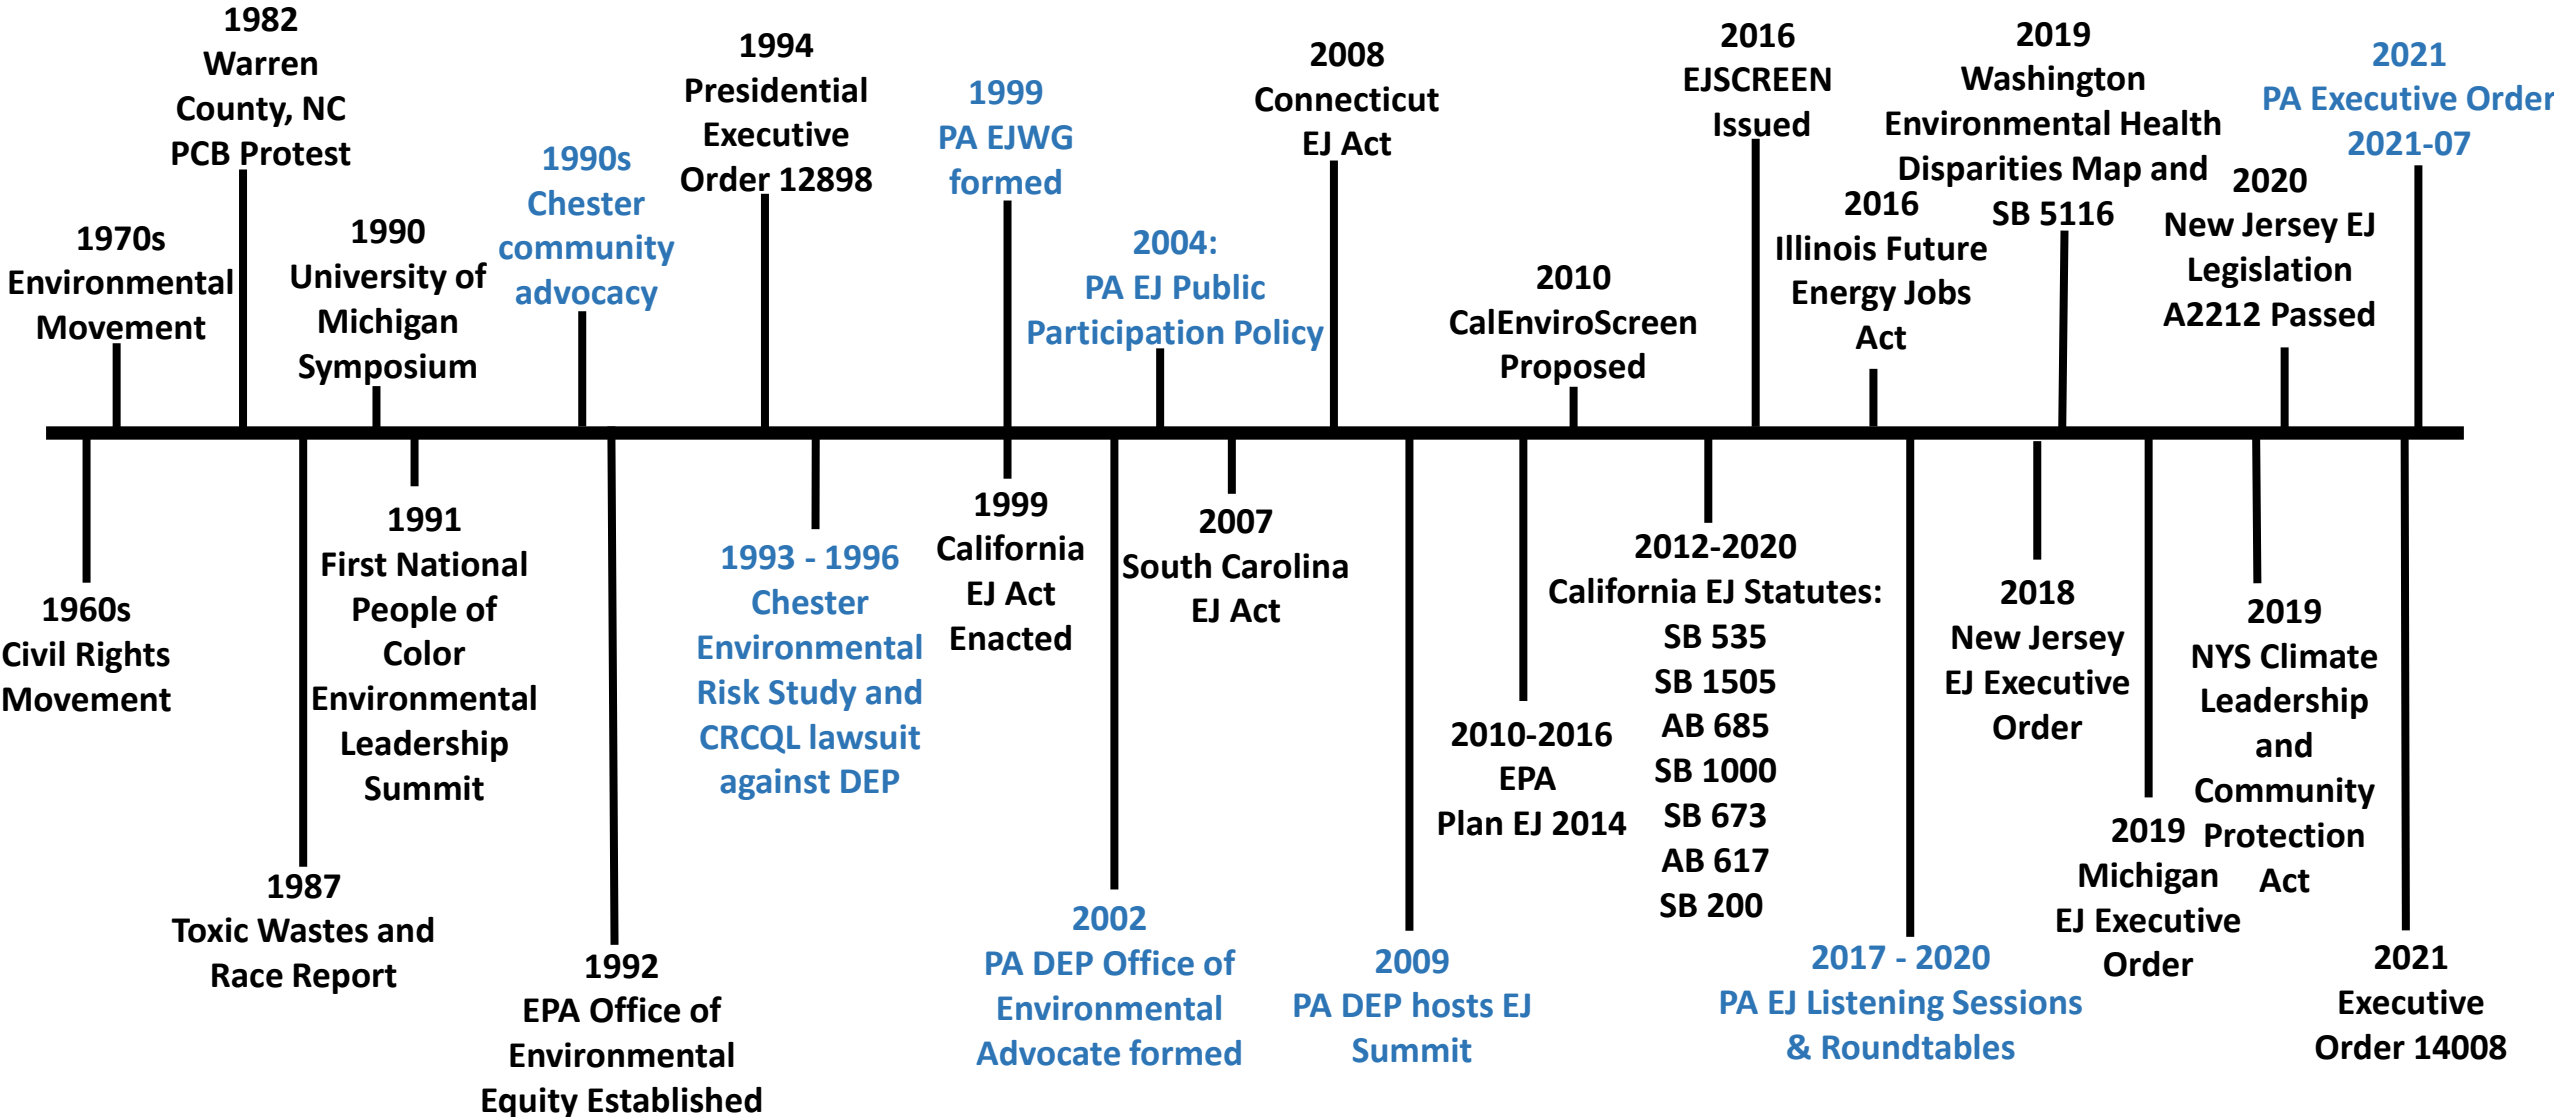 1982
Warren
County, NC
PCB Protest
1970s
Environmental
Movement
1990
University of
Michigan
Symposium
1990s
Chester
community
advocacy
1994
Presidential
Executive
Order 12898
1999
PA EJWG
formed
2004:
PA EJ Public
Participation Policy
2008
Connecticut
EJ Act
2010
CalEnviroScreen
Proposed
2016
EJSCREEN
Issued
2016
Illinois Future
Energy Jobs
Act
2019
Washington
Environmental Health
Disparities Map and
SB 5116
2020
New Jersey EJ
Legislation
A2212 Passed
2021
PA Executive Order
2021-07
1960s
Civil Rights
Movement
1987
Toxic Wastes and
Race Report
1991
First National
People of
Color
Environmental
Leadership
Summit
1992
EPA Office of
Environmental
Equity Established
1993 - 1996
Chester
Environmental
Risk Study and
CRCQL lawsuit
against DEP
1999
California
EJ Act
Enacted
2002
PA DEP Office of
Environmental
Advocate formed
2007
South Carolina
EJ Act
2009
PA DEP hosts EJ
Summit
2010-2016
EPA
Plan EJ 2014
2012-2020
California EJ Statutes:
SB 535
SB 1505
AB 685
SB 1000
SB 673
AB 617
SB 200
2017 - 2020
PA EJ Listening Sessions
& Roundtables
2018
New Jersey
EJ Executive
Order
2019
Michigan
EJ Executive
Order
2019
NYS Climate
Leadership
and
Community
Protection
Act
2021
Executive
Order 14008